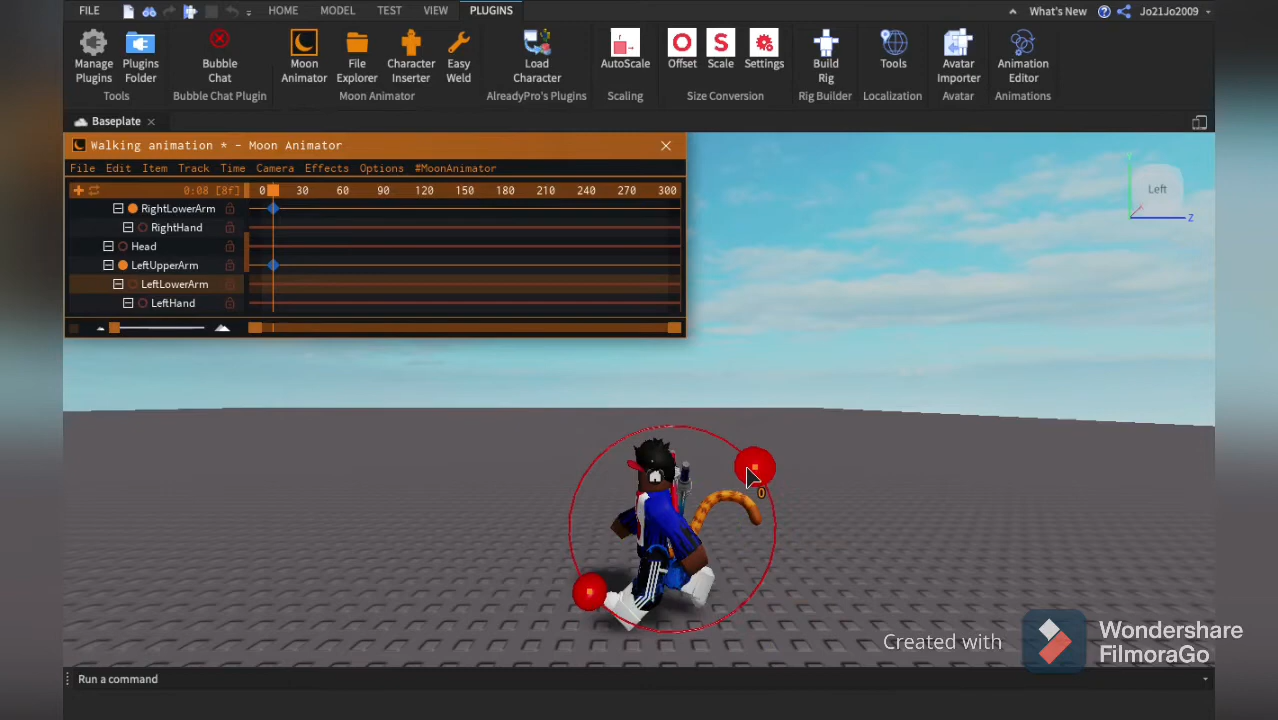 FILE HOME MODEL TEST VIEW PLUGINS What's New Jo21Jo2009
Manage Plugins
Plugins Folder
Tools
Bubble Chat
Bubble Chat Plugin
Moon Animator
File Explorer
Character Inserter
Easy Weld
Moon Animator
Load Character
AlreadyPro's Plugins
AutoScale
Scaling
Offset
Scale
Settings
Size Conversion
Build Rig
Rig Builder
Tools
Localization
Avatar Importer
Avatar
Animation Editor
Animations
Baseplate
Walking animation * - Moon Animator
File Edit Item Track Time Camera Effects Options #MoonAnimator
0:08 [8f] 0 30 60 90 120 150 180 210 240 270 300
RightLowerArm
RightHand
Head
LeftUpperArm
LeftLowerArm
LeftHand
Left
Y
Z
0
Created with
Wondershare
FilmoraGo
Run a command